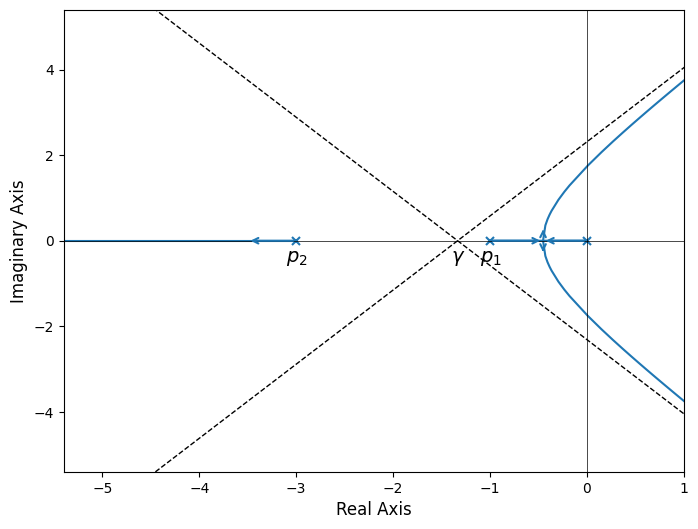 4
2
0
−2
−4
Imaginary Axis
p₂
γ
p₁
−5 −4 −3 −2 −1 0 1
Real Axis